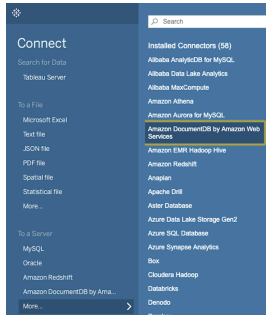 Connect
Search for Data
Tableau Server
To a File
Microsoft Excel
Text file
JSON file
PDF file
Spatial file
Statistical file
More...
To a Server
MySQL
Oracle
Amazon Redshift
Amazon DocumentDB by Ama...
More...
Search
Installed Connectors (58)
Alibaba AnalyticDB for MySQL
Alibaba Data Lake Analytics
Alibaba MaxCompute
Amazon Athena
Amazon Aurora for MySQL
Amazon DocumentDB by Amazon Web
Services
Amazon EMR Hadoop Hive
Amazon Redshift
Anaplan
Apache Drill
Aster Database
Azure Data Lake Storage Gen2
Azure SQL Database
Azure Synapse Analytics
Box
Cloudera Hadoop
Databricks
Denodo